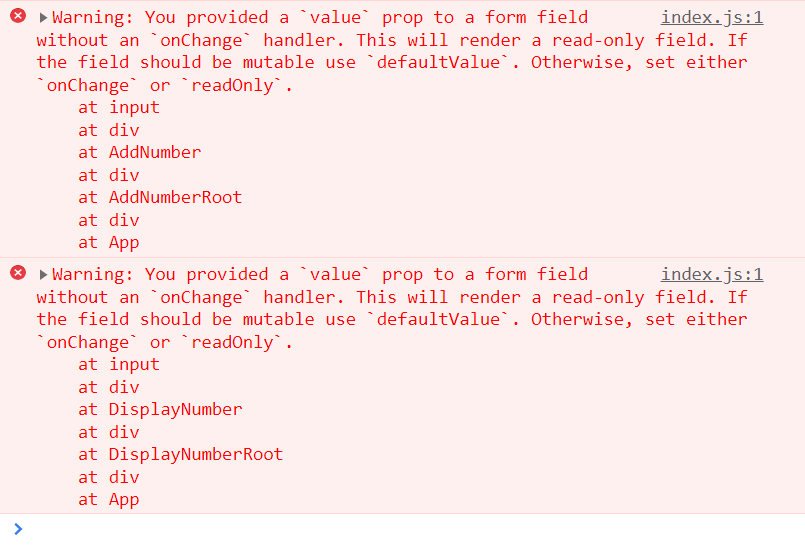 Warning: You provided a `value` prop to a form field index.js:1
without an `onChange` handler. This will render a read-only field. If
the field should be mutable use `defaultValue`. Otherwise, set either
`onChange` or `readOnly`.
at input
at div
at AddNumber
at div
at AddNumberRoot
at div
at App
Warning: You provided a `value` prop to a form field index.js:1
without an `onChange` handler. This will render a read-only field. If
the field should be mutable use `defaultValue`. Otherwise, set either
`onChange` or `readOnly`.
at input
at div
at DisplayNumber
at div
at DisplayNumberRoot
at div
at App